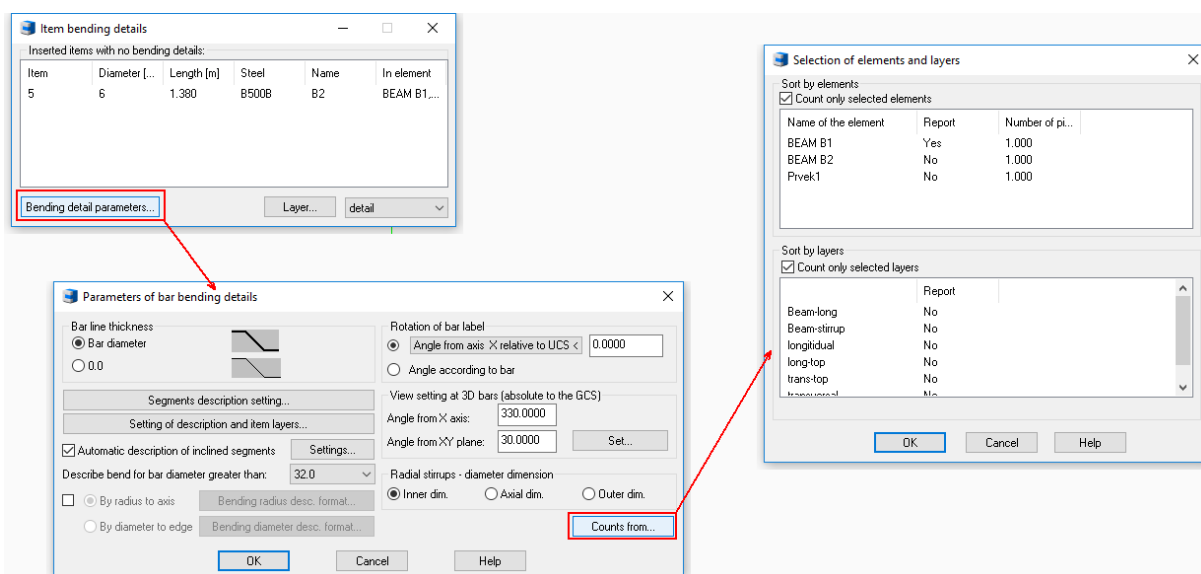 Item bending details
Inserted items with no bending details:
Item Diameter [... Length [m] Steel Name In element
5 6 1.380 B500B B2 BEAM B1,...
Bending detail parameters... Layer... detail
Parameters of bar bending details
Bar line thickness
Bar diameter
0.0
Segments description setting...
Setting of description and item layers...
Automatic description of inclined segments Settings...
Describe bend for bar diameter greater than: 32.0
By radius to axis Bending radius desc. format...
By diameter to edge Bending diameter desc. format...
Rotation of bar label
Angle from axis X relative to UCS < 0.0000
Angle according to bar
View setting at 3D bars (absolute to the GCS)
Angle from X axis: 330.0000
Angle from XY plane: 30.0000 Set...
Radial stirrups - diameter dimension
Inner dim. Axial dim. Outer dim.
Counts from...
OK Cancel Help
Selection of elements and layers
Sort by elements
Count only selected elements
Name of the element Report Number of pi...
BEAM B1 Yes 1.000
BEAM B2 No 1.000
Prvek1 No 1.000
Sort by layers
Count only selected layers
Report
Beam-long No
Beam-stirrup No
longitidual No
long-top No
trans-top No
No
OK Cancel Help